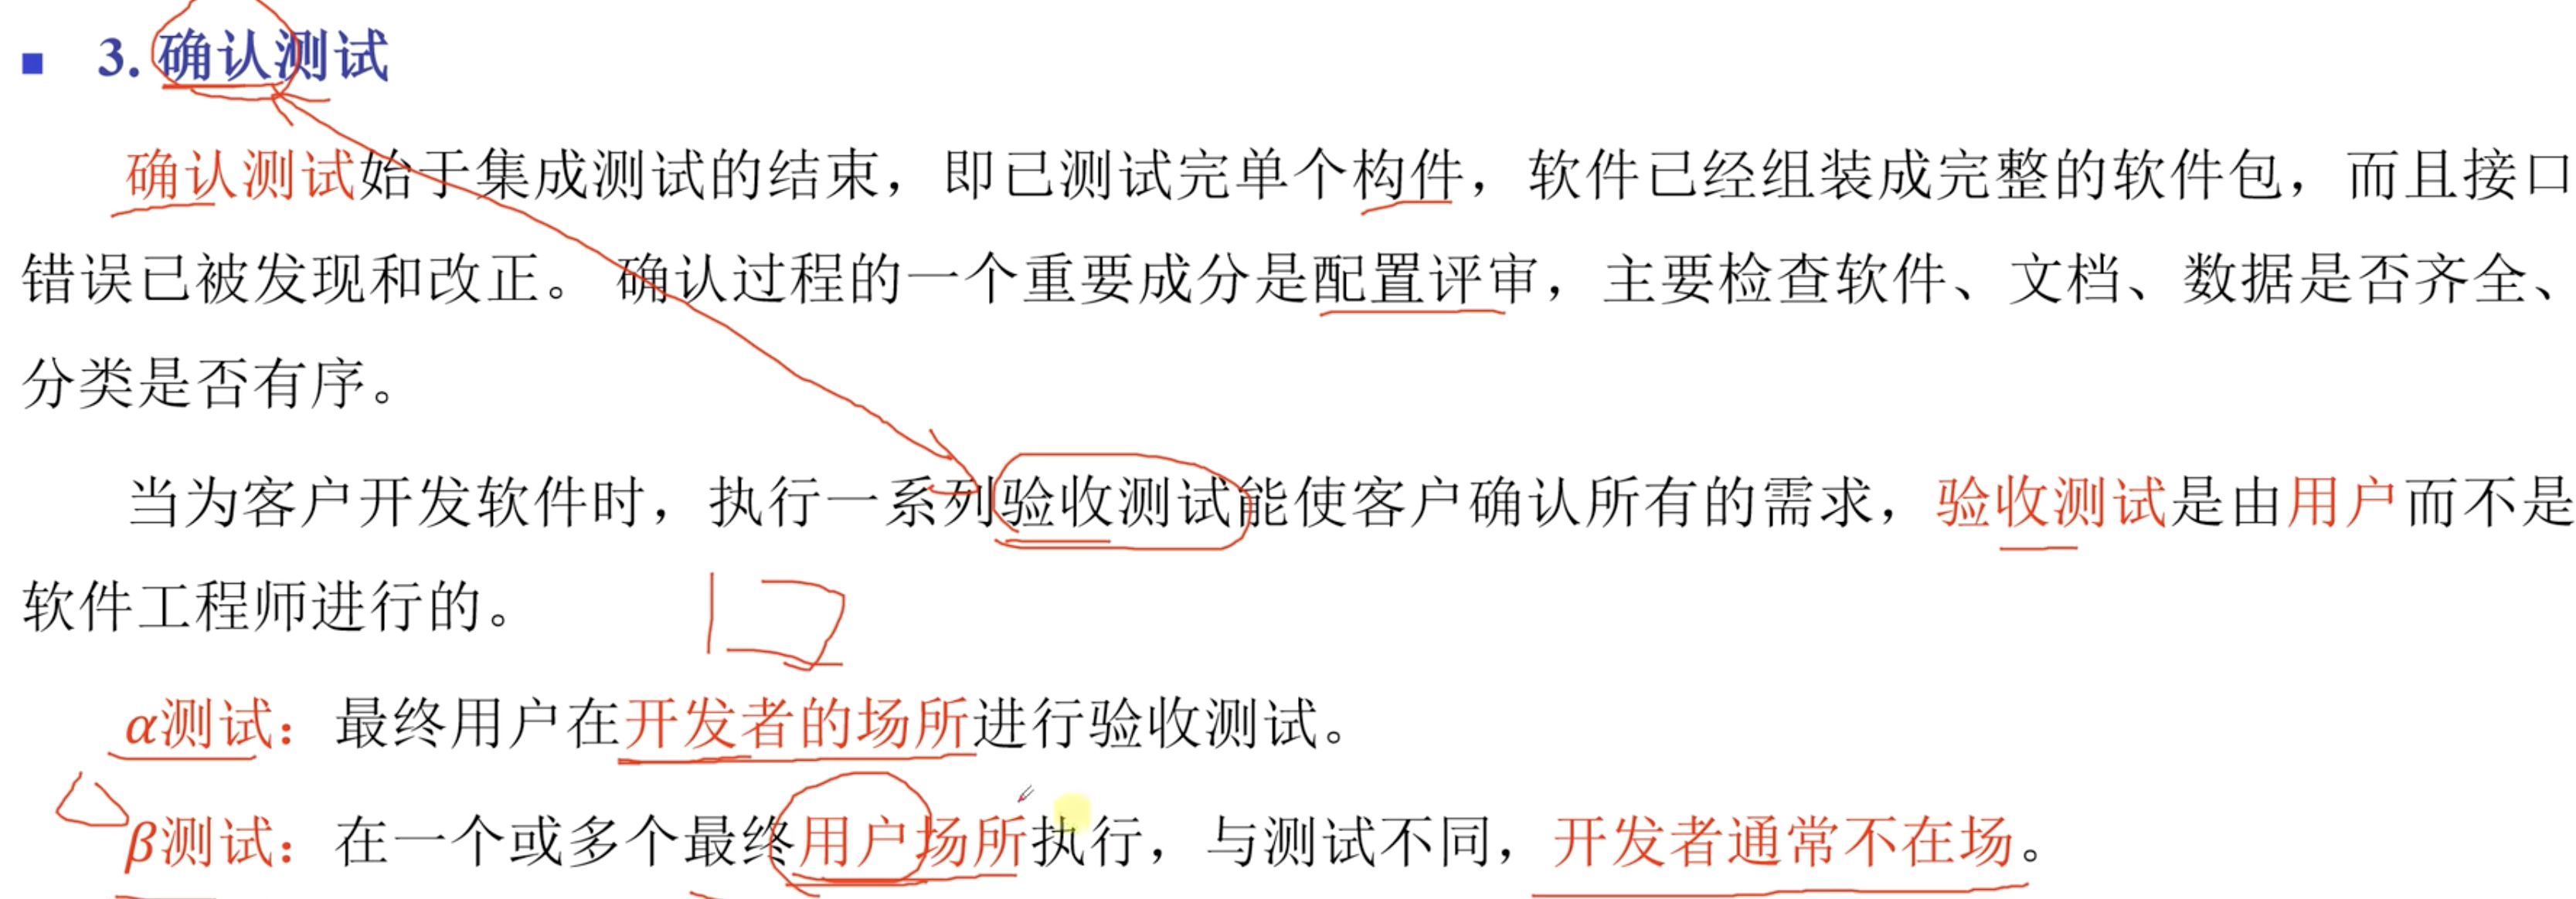 3. 确认测试
确认测试始于集成测试的结束，即已测试完单个构件，软件已经组装成完整的软件包，而且接口
错误已被发现和改正。 确认过程的一个重要成分是配置评审，主要检查软件、文档、数据是否齐全、
分类是否有序。
当为客户开发软件时，执行一系列验收测试能使客户确认所有的需求，验收测试是由用户而不是
软件工程师进行的。
α测试：最终用户在开发者的场所进行验收测试。
β测试：在一个或多个最终用户场所执行，与测试不同，开发者通常不在场。